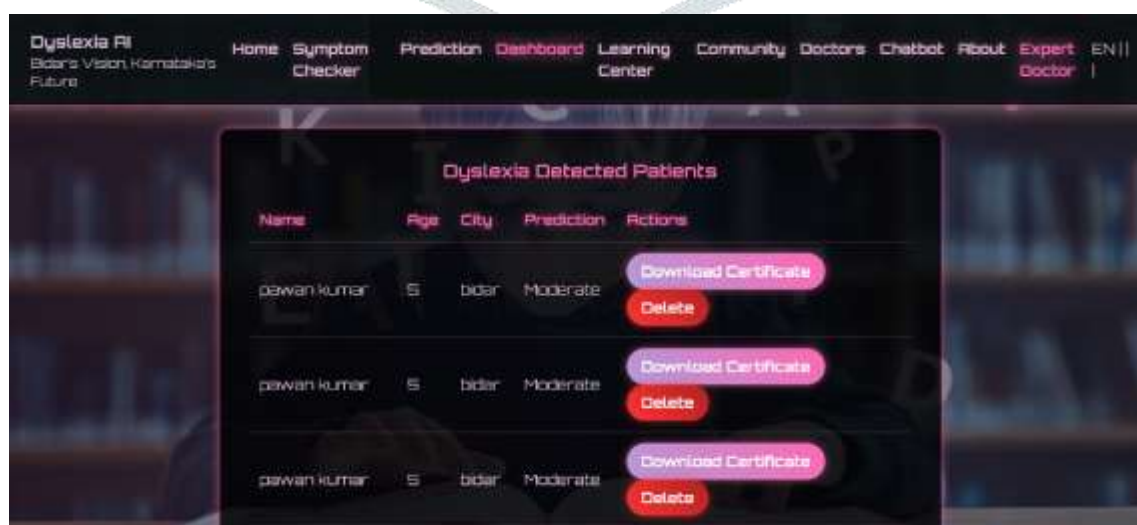 Dyslexia AI
Bidar's Vision, Karnataka's
Future
Home Symptom Checker Prediction Dashboard Learning Center Community Doctors Chatbot About Expert Doctor EN ||
|
K C A
I N P
Dyslexia Detected Patients
Name Age City Prediction Actions
pawan kumar 5 bidar Moderate Download Certificate
Delete
pawan kumar 5 bidar Moderate Download Certificate
Delete
D
pawan kumar 5 bidar Moderate Download Certificate
Delete